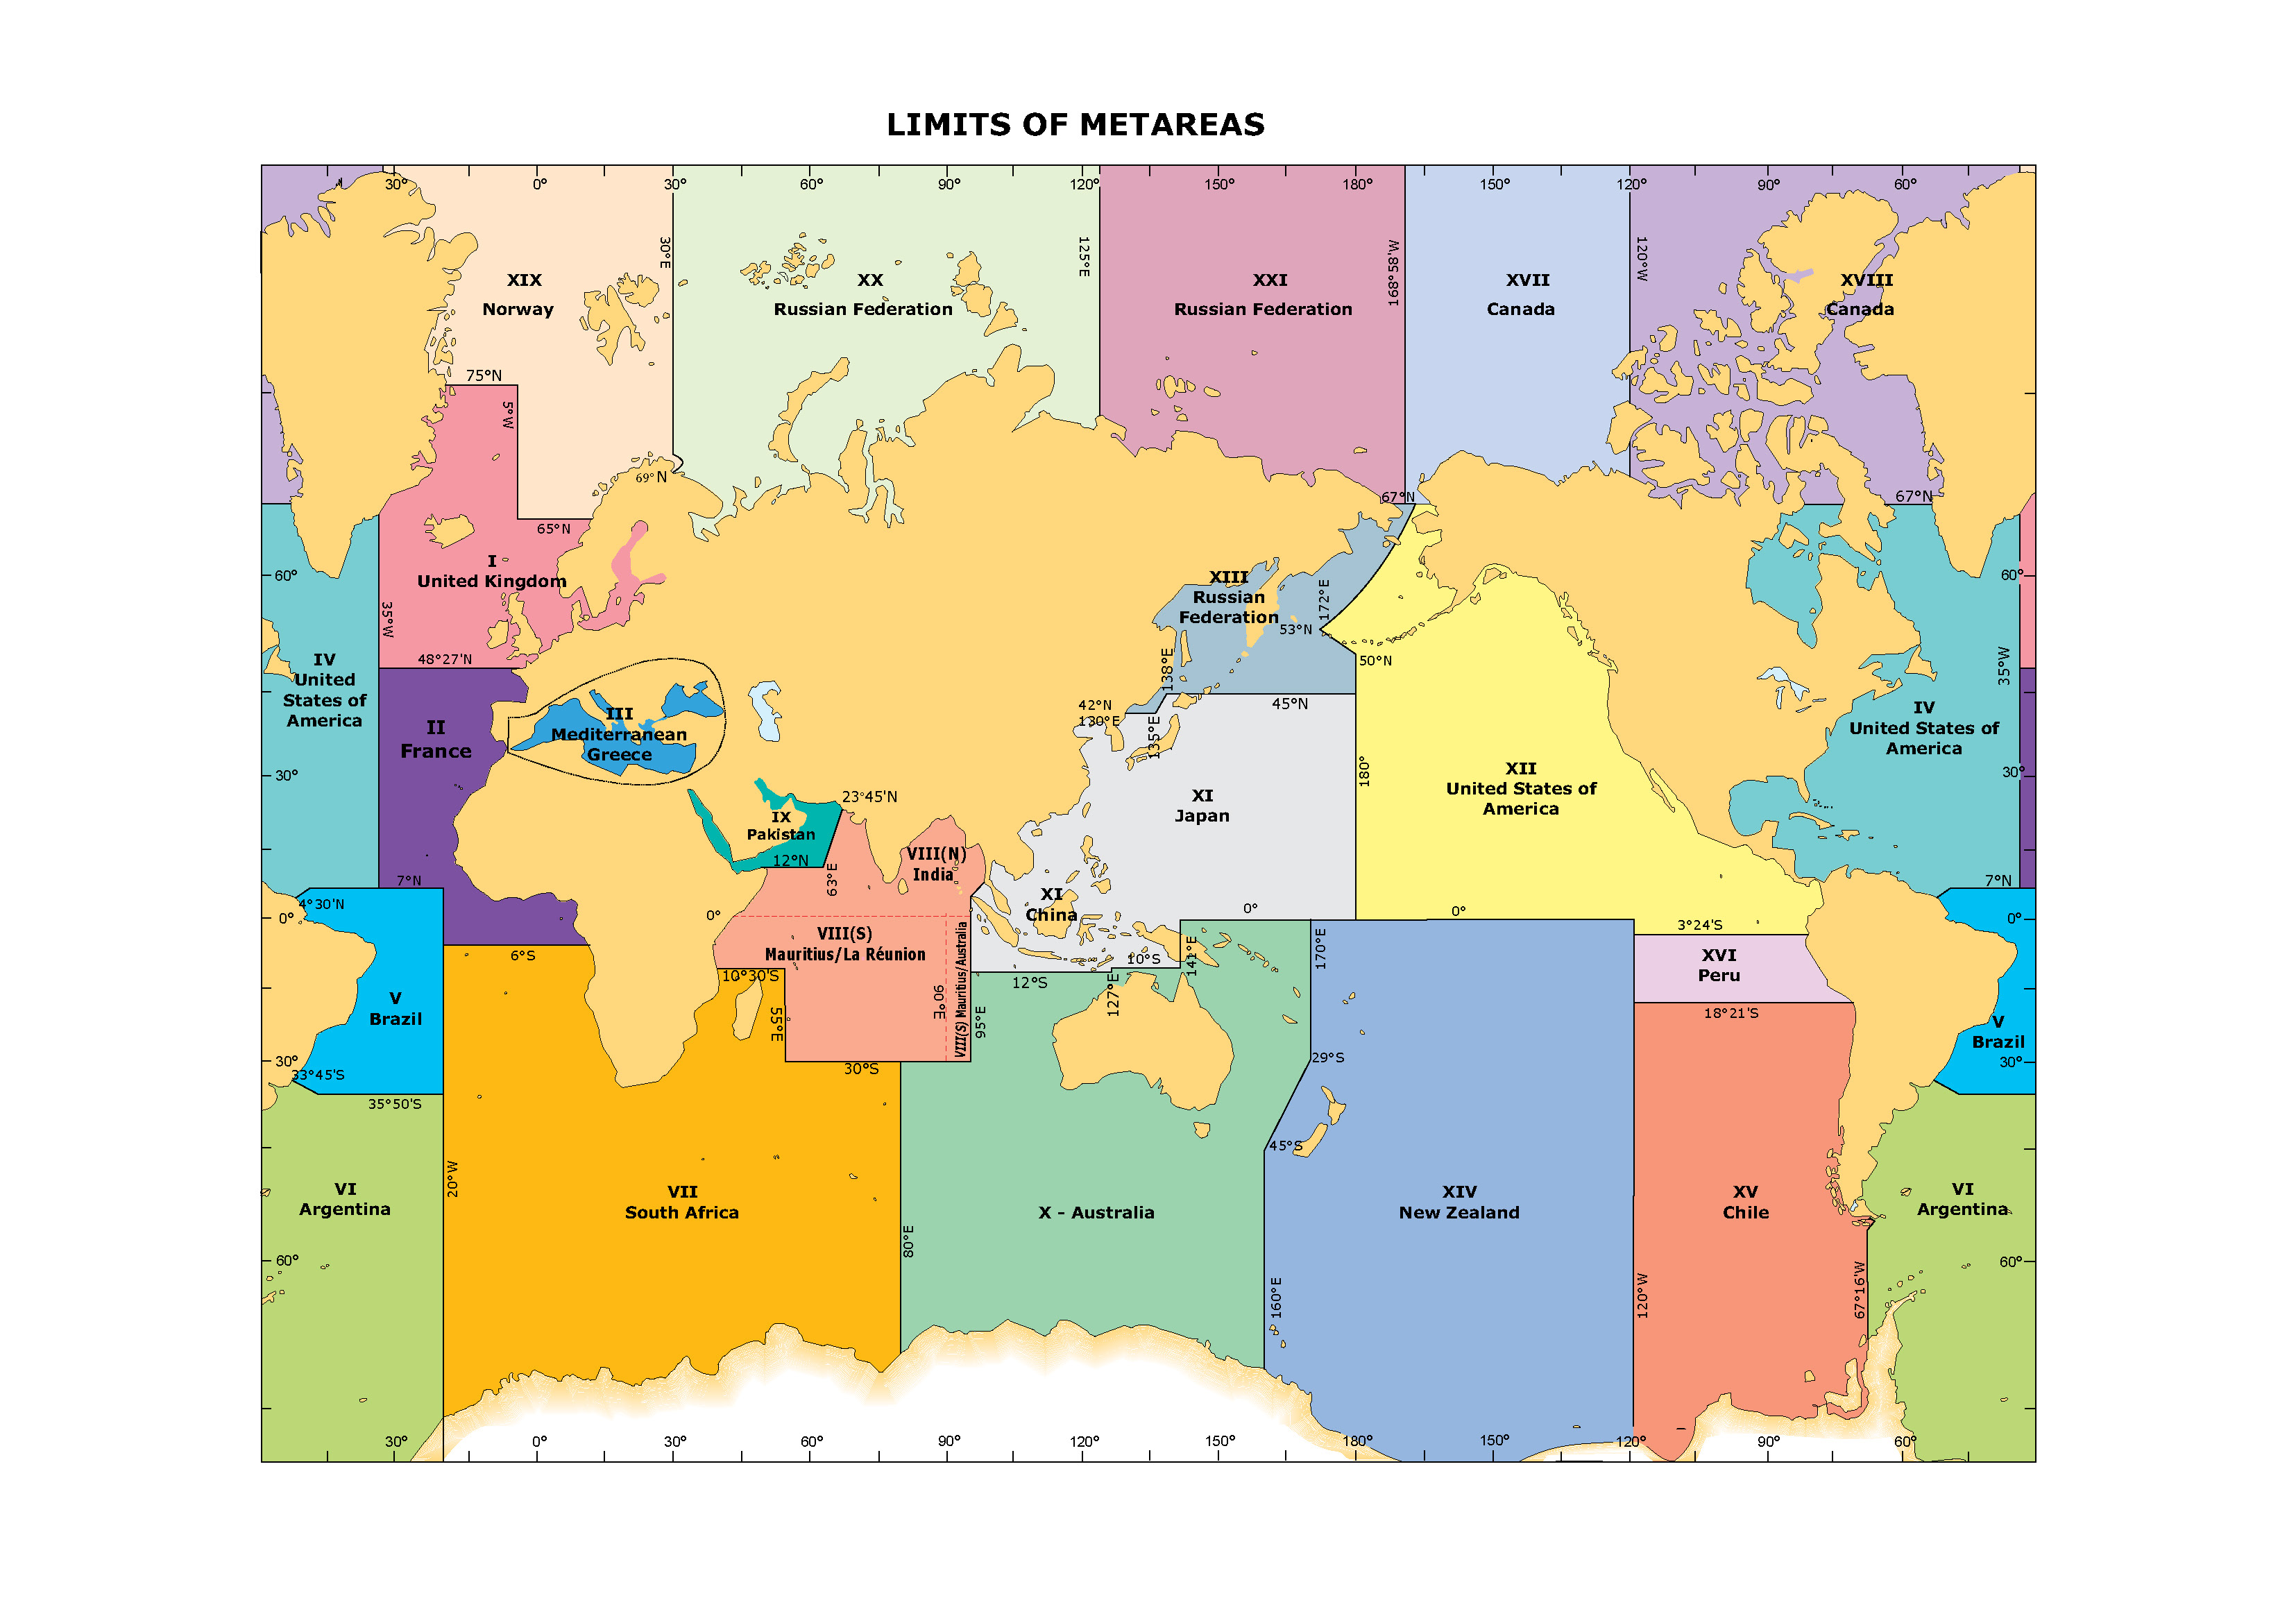 LIMITS OF METAREAS
30° 0° 30° 60° 90° 120° 150° 180° 150° 120° 90° 60°
30°E
125°E
168°58'W
120°W
XIX
Norway
XX
Russian Federation
XXI
Russian Federation
XVII
Canada
XVIII
Canada
75°N
5°W
69°N
65°N
67°N
67°N
I
United Kingdom
60°
60°
35°W
48°27'N
XIII
Russian
Federation
172°E
53°N
50°N
138°E
45°N
42°N
130°E
135°E
35°W
IV
United
States of
America
II
France
III
Mediterranean
Greece
IV
United States of
America
30°
30°
180°
XII
United States of
America
XI
Japan
23°45'N
IX
Pakistan
12°N
63°E
VIII(N)
India
7°N
7°N
4°30'N
0°
0°
XI
China
0°
0°
0°
3°24'S
VIII(S)
Mauritius/La Réunion
VIII(S) Mauritius/Australia
6°S
10°30'S
55°E
90°E
95°E
12°S
127°E
10°S
141°E
170°E
XVI
Peru
18°21'S
V
Brazil
V
Brazil
30°
30°
33°45'S
35°50'S
30°S
29°S
45°S
VI
Argentina
20°W
VII
South Africa
80°E
X - Australia
160°E
XIV
New Zealand
120°W
XV
Chile
67°16'W
VI
Argentina
60°
60°
30° 0° 30° 60° 90° 120° 150° 180° 150° 120° 90° 60°